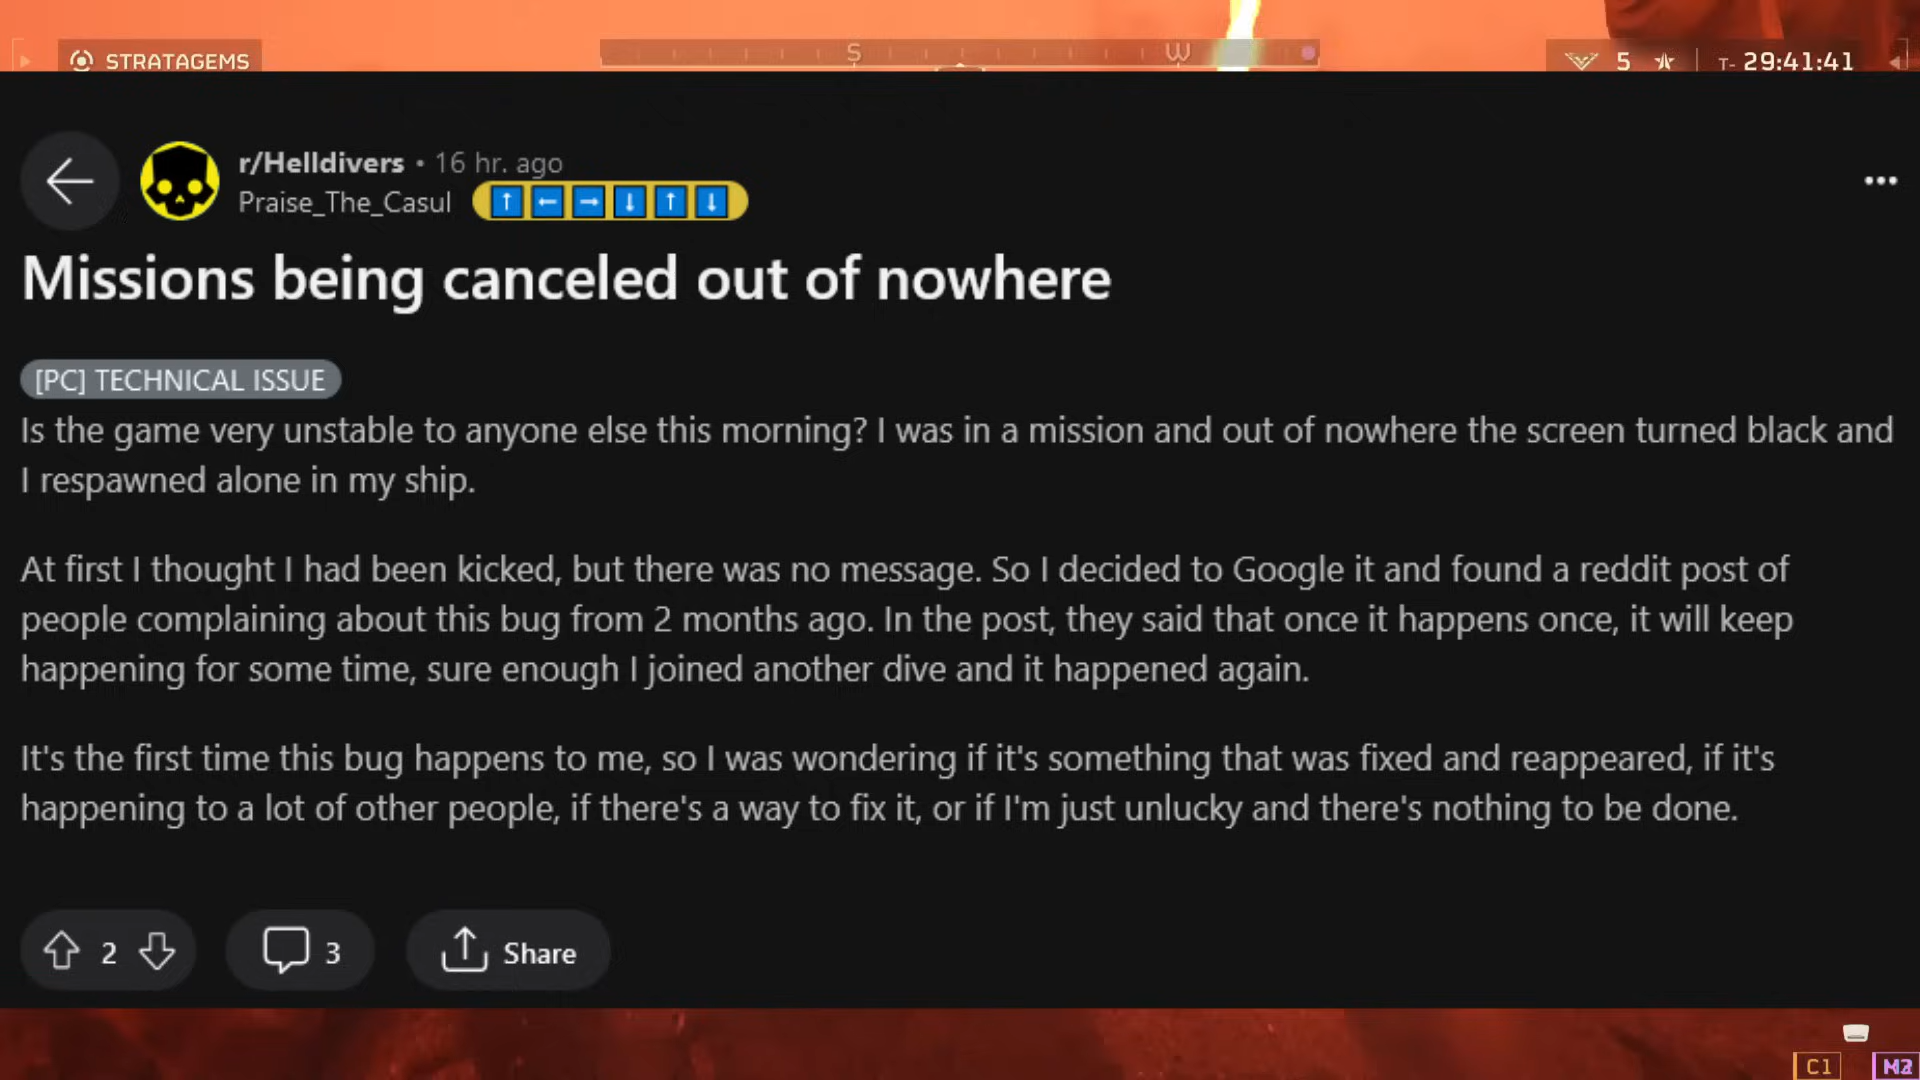 STRATAGEMS
S
W
5
T- 29:41:41
r/Helldivers • 16 hr. ago
Praise_The_Casul ↑ ← → ↓ ↑ ↓
Missions being canceled out of nowhere
[PC] TECHNICAL ISSUE
Is the game very unstable to anyone else this morning? I was in a mission and out of nowhere the screen turned black and
I respawned alone in my ship.
At first I thought I had been kicked, but there was no message. So I decided to Google it and found a reddit post of
people complaining about this bug from 2 months ago. In the post, they said that once it happens once, it will keep
happening for some time, sure enough I joined another dive and it happened again.
It's the first time this bug happens to me, so I was wondering if it's something that was fixed and reappeared, if it's
happening to a lot of other people, if there's a way to fix it, or if I'm just unlucky and there's nothing to be done.
2
3
Share
C1
M2